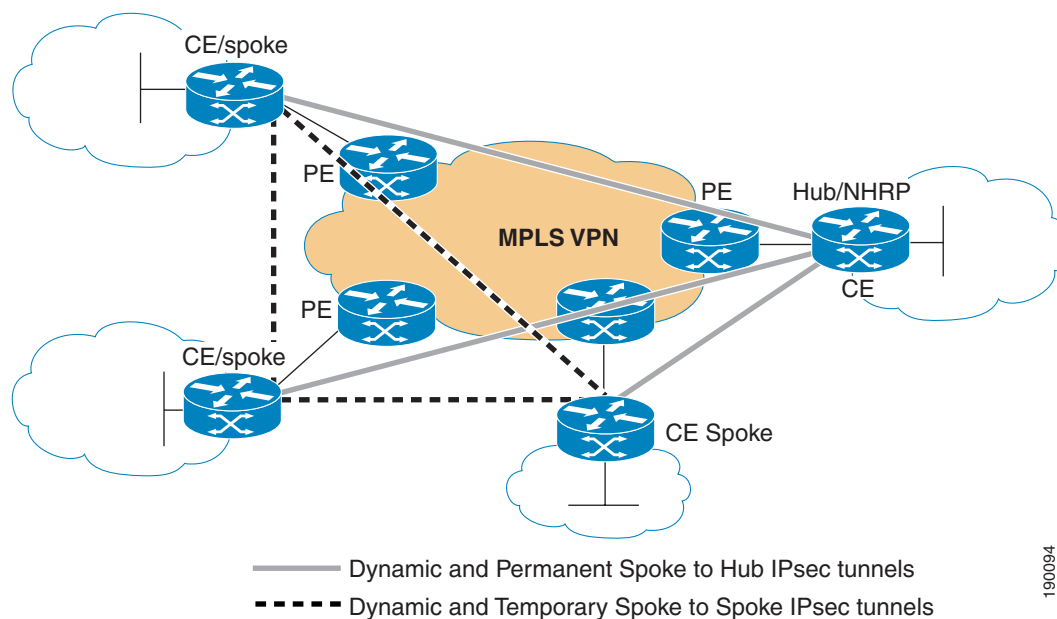 CE/spoke
PE
PE
Hub/NHRP
MPLS VPN
CE
PE
CE/spoke
CE Spoke
Dynamic and Permanent Spoke to Hub IPsec tunnels
Dynamic and Temporary Spoke to Spoke IPsec tunnels
190094